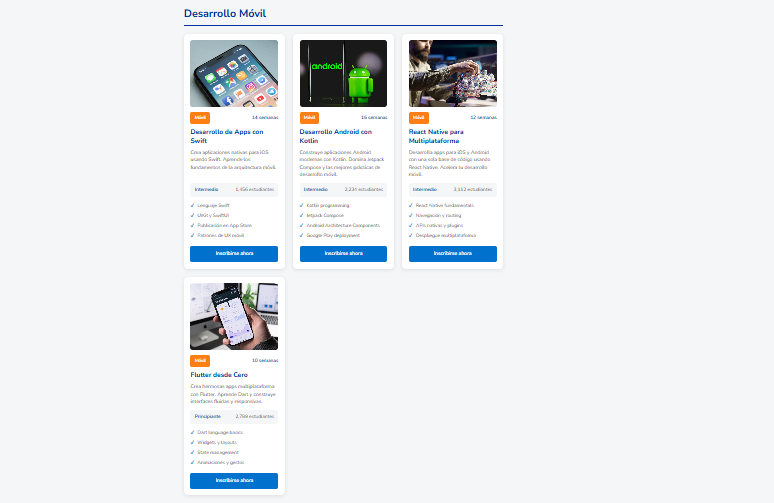 Desarrollo Móvil
android
Móvil
14 semanas
Desarrollo de Apps con
Swift
Crea aplicaciones nativas para iOS
usando Swift. Aprende los
fundamentos de la arquitectura móvil.
Intermedio
1,456 estudiantes
✓ Lenguaje Swift
✓ UIKit y SwiftUI
✓ Publicación en App Store
✓ Patrones de UX móvil
Inscribirse ahora
Móvil
16 semanas
Desarrollo Android con
Kotlin
Construye aplicaciones Android
modernas con Kotlin. Domina Jetpack
Compose y las mejores prácticas de
desarrollo móvil.
Intermedio
2,234 estudiantes
✓ Kotlin programming
✓ Jetpack Compose
✓ Android Architecture Components
✓ Google Play deployment
Inscribirse ahora
Móvil
12 semanas
React Native para
Multiplataforma
Desarrolla apps para iOS y Android
con una sola base de código usando
React Native. Acelera tu desarrollo
móvil.
Intermedio
3,112 estudiantes
✓ React Native fundamentals
✓ Navegación y routing
✓ APIs nativas y plugins
✓ Despliegue multiplataforma
Inscribirse ahora
Móvil
10 semanas
Flutter desde Cero
Crea hermosas apps multiplataforma
con Flutter. Aprende Dart y construye
interfaces fluidas y responsivas.
Principiante
2,789 estudiantes
✓ Dart language basics
✓ Widgets y layouts
✓ State management
✓ Animaciones y gestos
Inscribirse ahora